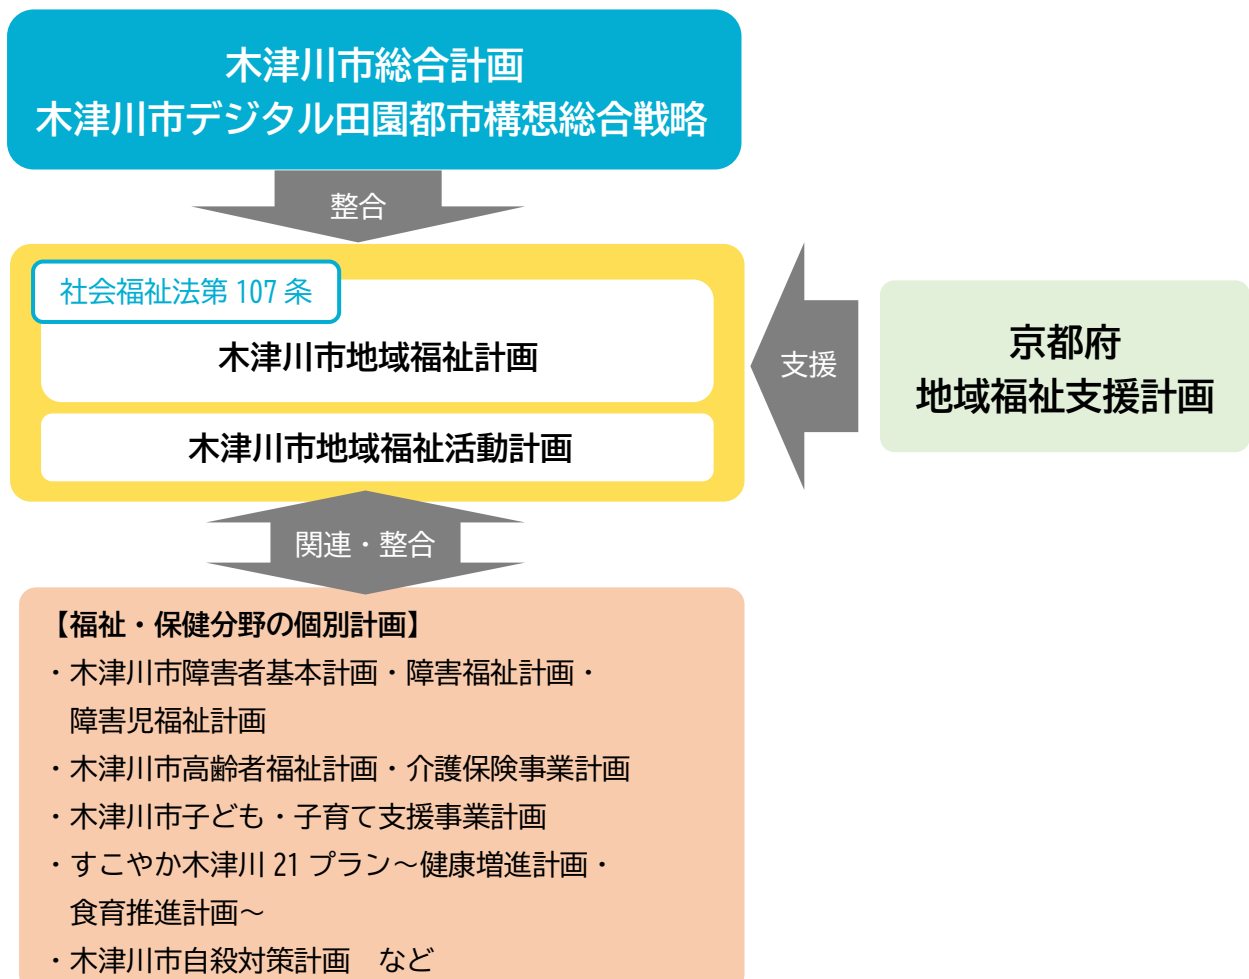 木津川市総合計画
木津川市デジタル田園都市構想総合戦略
整合
社会福祉法第 107 条
木津川市地域福祉計画
木津川市地域福祉活動計画
支援
京都府
地域福祉支援計画
関連・整合
【福祉・保健分野の個別計画】
・木津川市障害者基本計画・障害福祉計画・
障害児福祉計画
・木津川市高齢者福祉計画・介護保険事業計画
・木津川市子ども・子育て支援事業計画
・すこやか木津川 21 プラン～健康増進計画・
食育推進計画～
・木津川市自殺対策計画　など